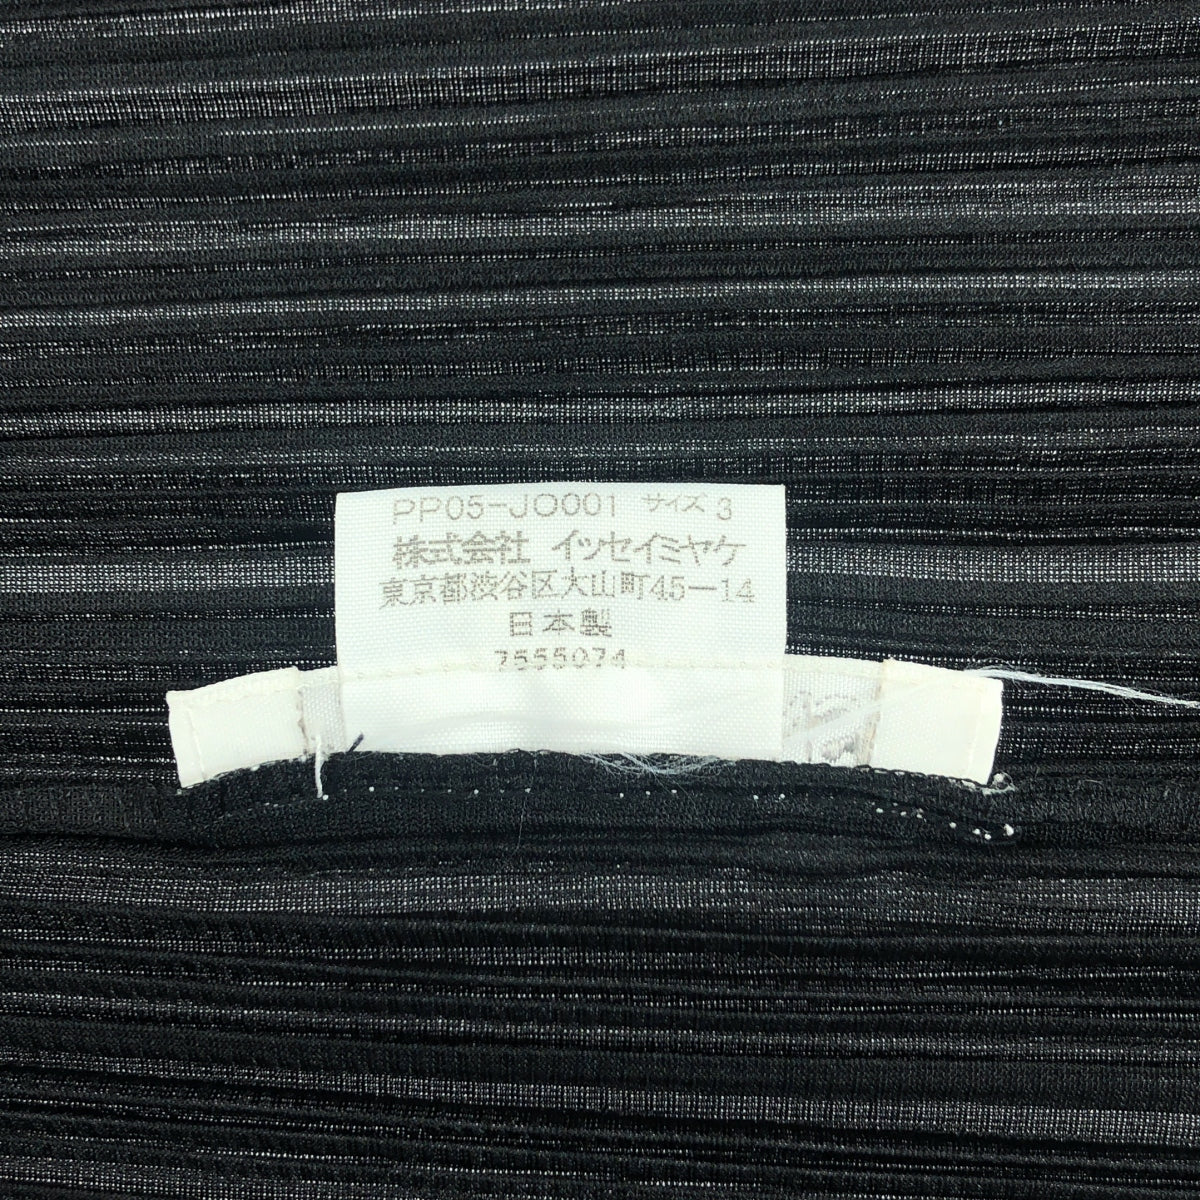 PP05-JO001 サイズ 3
株式会社 イッセイミヤケ
東京都渋谷区大山町45-14
日本製
7555074